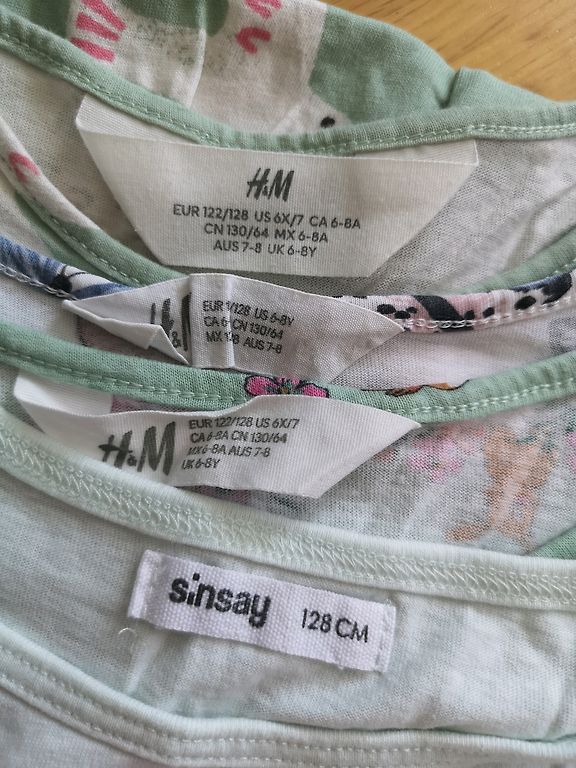 H&M
EUR 122/128 US 6X/7 CA 6-8A
CN 130/64 MX 6-8A
AUS 7-8 UK 6-8Y
H&M
EUR 1/128 US 6-8Y
CA 6- CN 130/64
MX AUS 7-8
H&M
EUR 122/128 US 6X/7
CA 6-8A CN 130/64
MX 6-8A AUS 7-8
UK 6-8Y
sinsay 128 CM